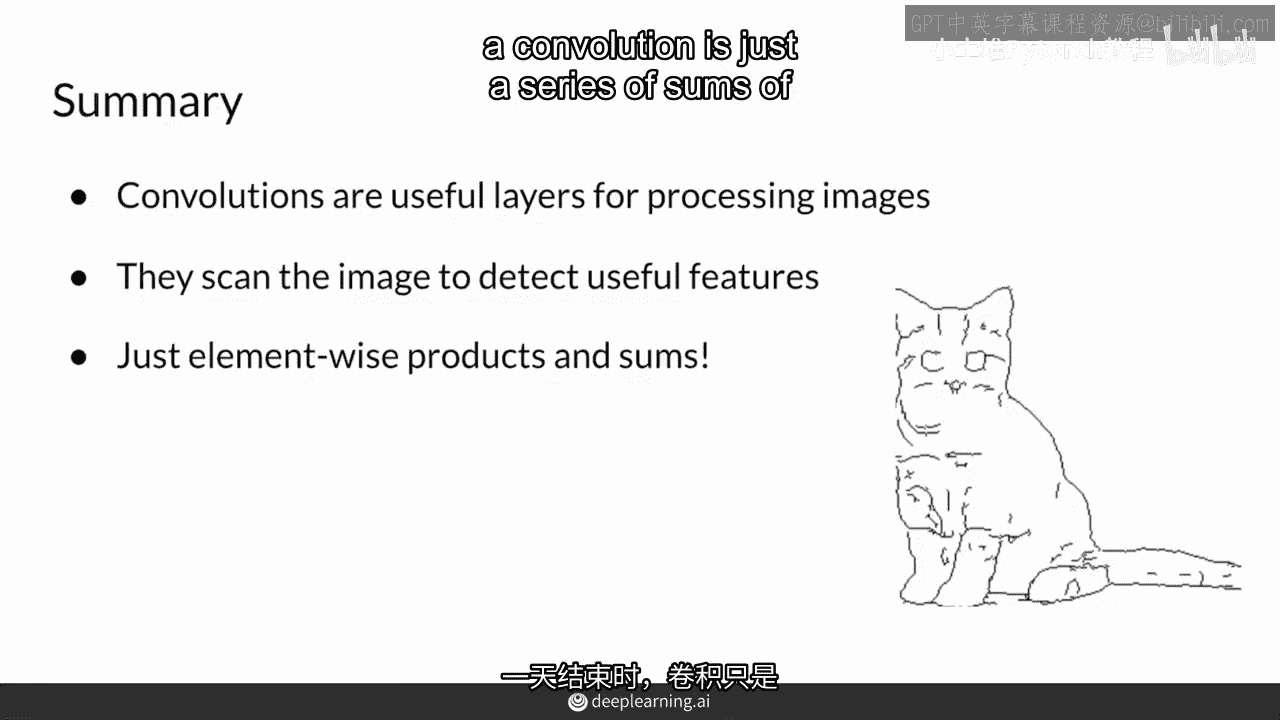 GPT中英字幕课程资源@bilibili.com
a convolution is just
a series of sums of
Summary
● Convolutions are useful layers for processing images
● They scan the image to detect useful features
● Just element-wise products and sums!
一天结束时，卷积只是
deeplearning.ai